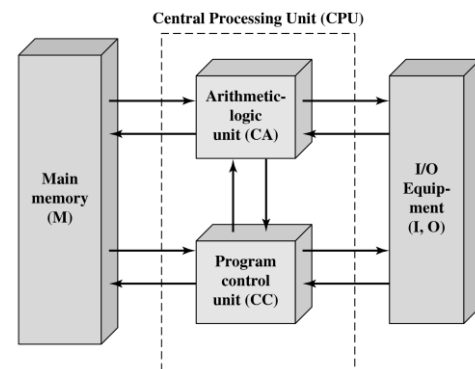 Central Processing Unit (CPU)
Arithmetic-
logic
unit (CA)
Main
memory
(M)
I/O
Equip-
ment
(I, O)
Program
control
unit (CC)